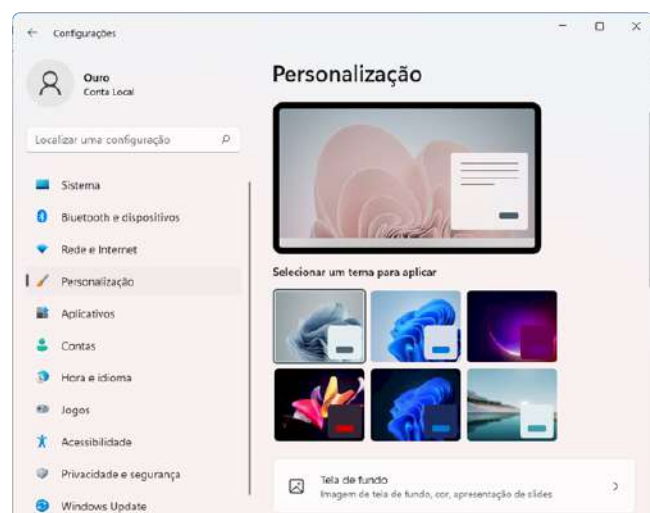 Configurações
Ouro
Conta Local
Localizar uma configuração
Sistema
Bluetooth e dispositivos
Rede e Internet
Personalização
Aplicativos
Contas
Hora e idioma
Jogos
Acessibilidade
Privacidade e segurança
Windows Update
Personalização
Selecionar um tema para aplicar
Tela de fundo
Imagem de tela de fundo, cor, apresentação de slides